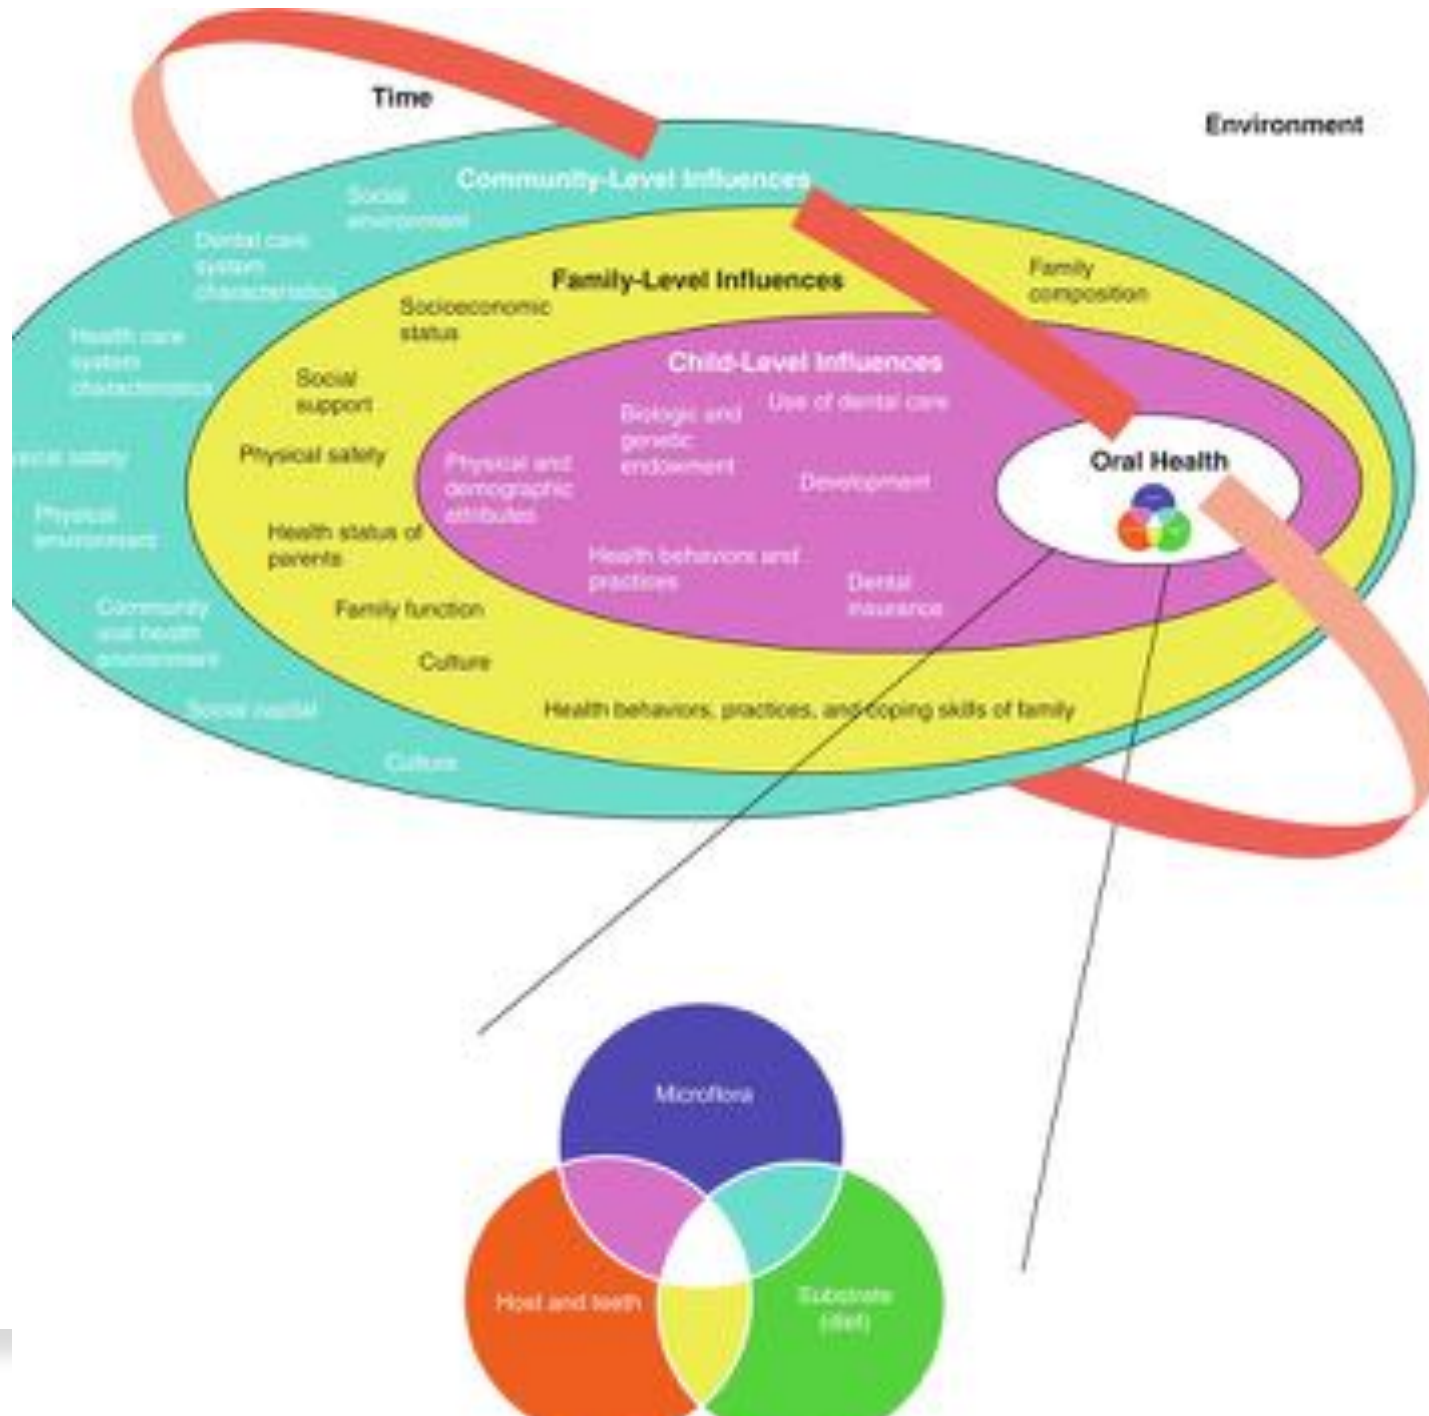 Time
Environment
Community-Level Influences
Social
environment
Dental care
system
characteristics
Health care
system
characteristics
safety
Physical
environment
Community
oral health
environment
Social capital
Culture
Family-Level Influences
Family
composition
Socioeconomic
status
Social
support
Physical safety
Health status of
parents
Family function
Culture
Health behaviors, practices, and coping skills of family
Child-Level Influences
Use of dental care
Biologic and
genetic
endowment
Physical and
demographic
attributes
Development
Health behaviors and
practices
Dental
insurance
Oral Health
Microflora
Host and teeth
Substrate
(diet)